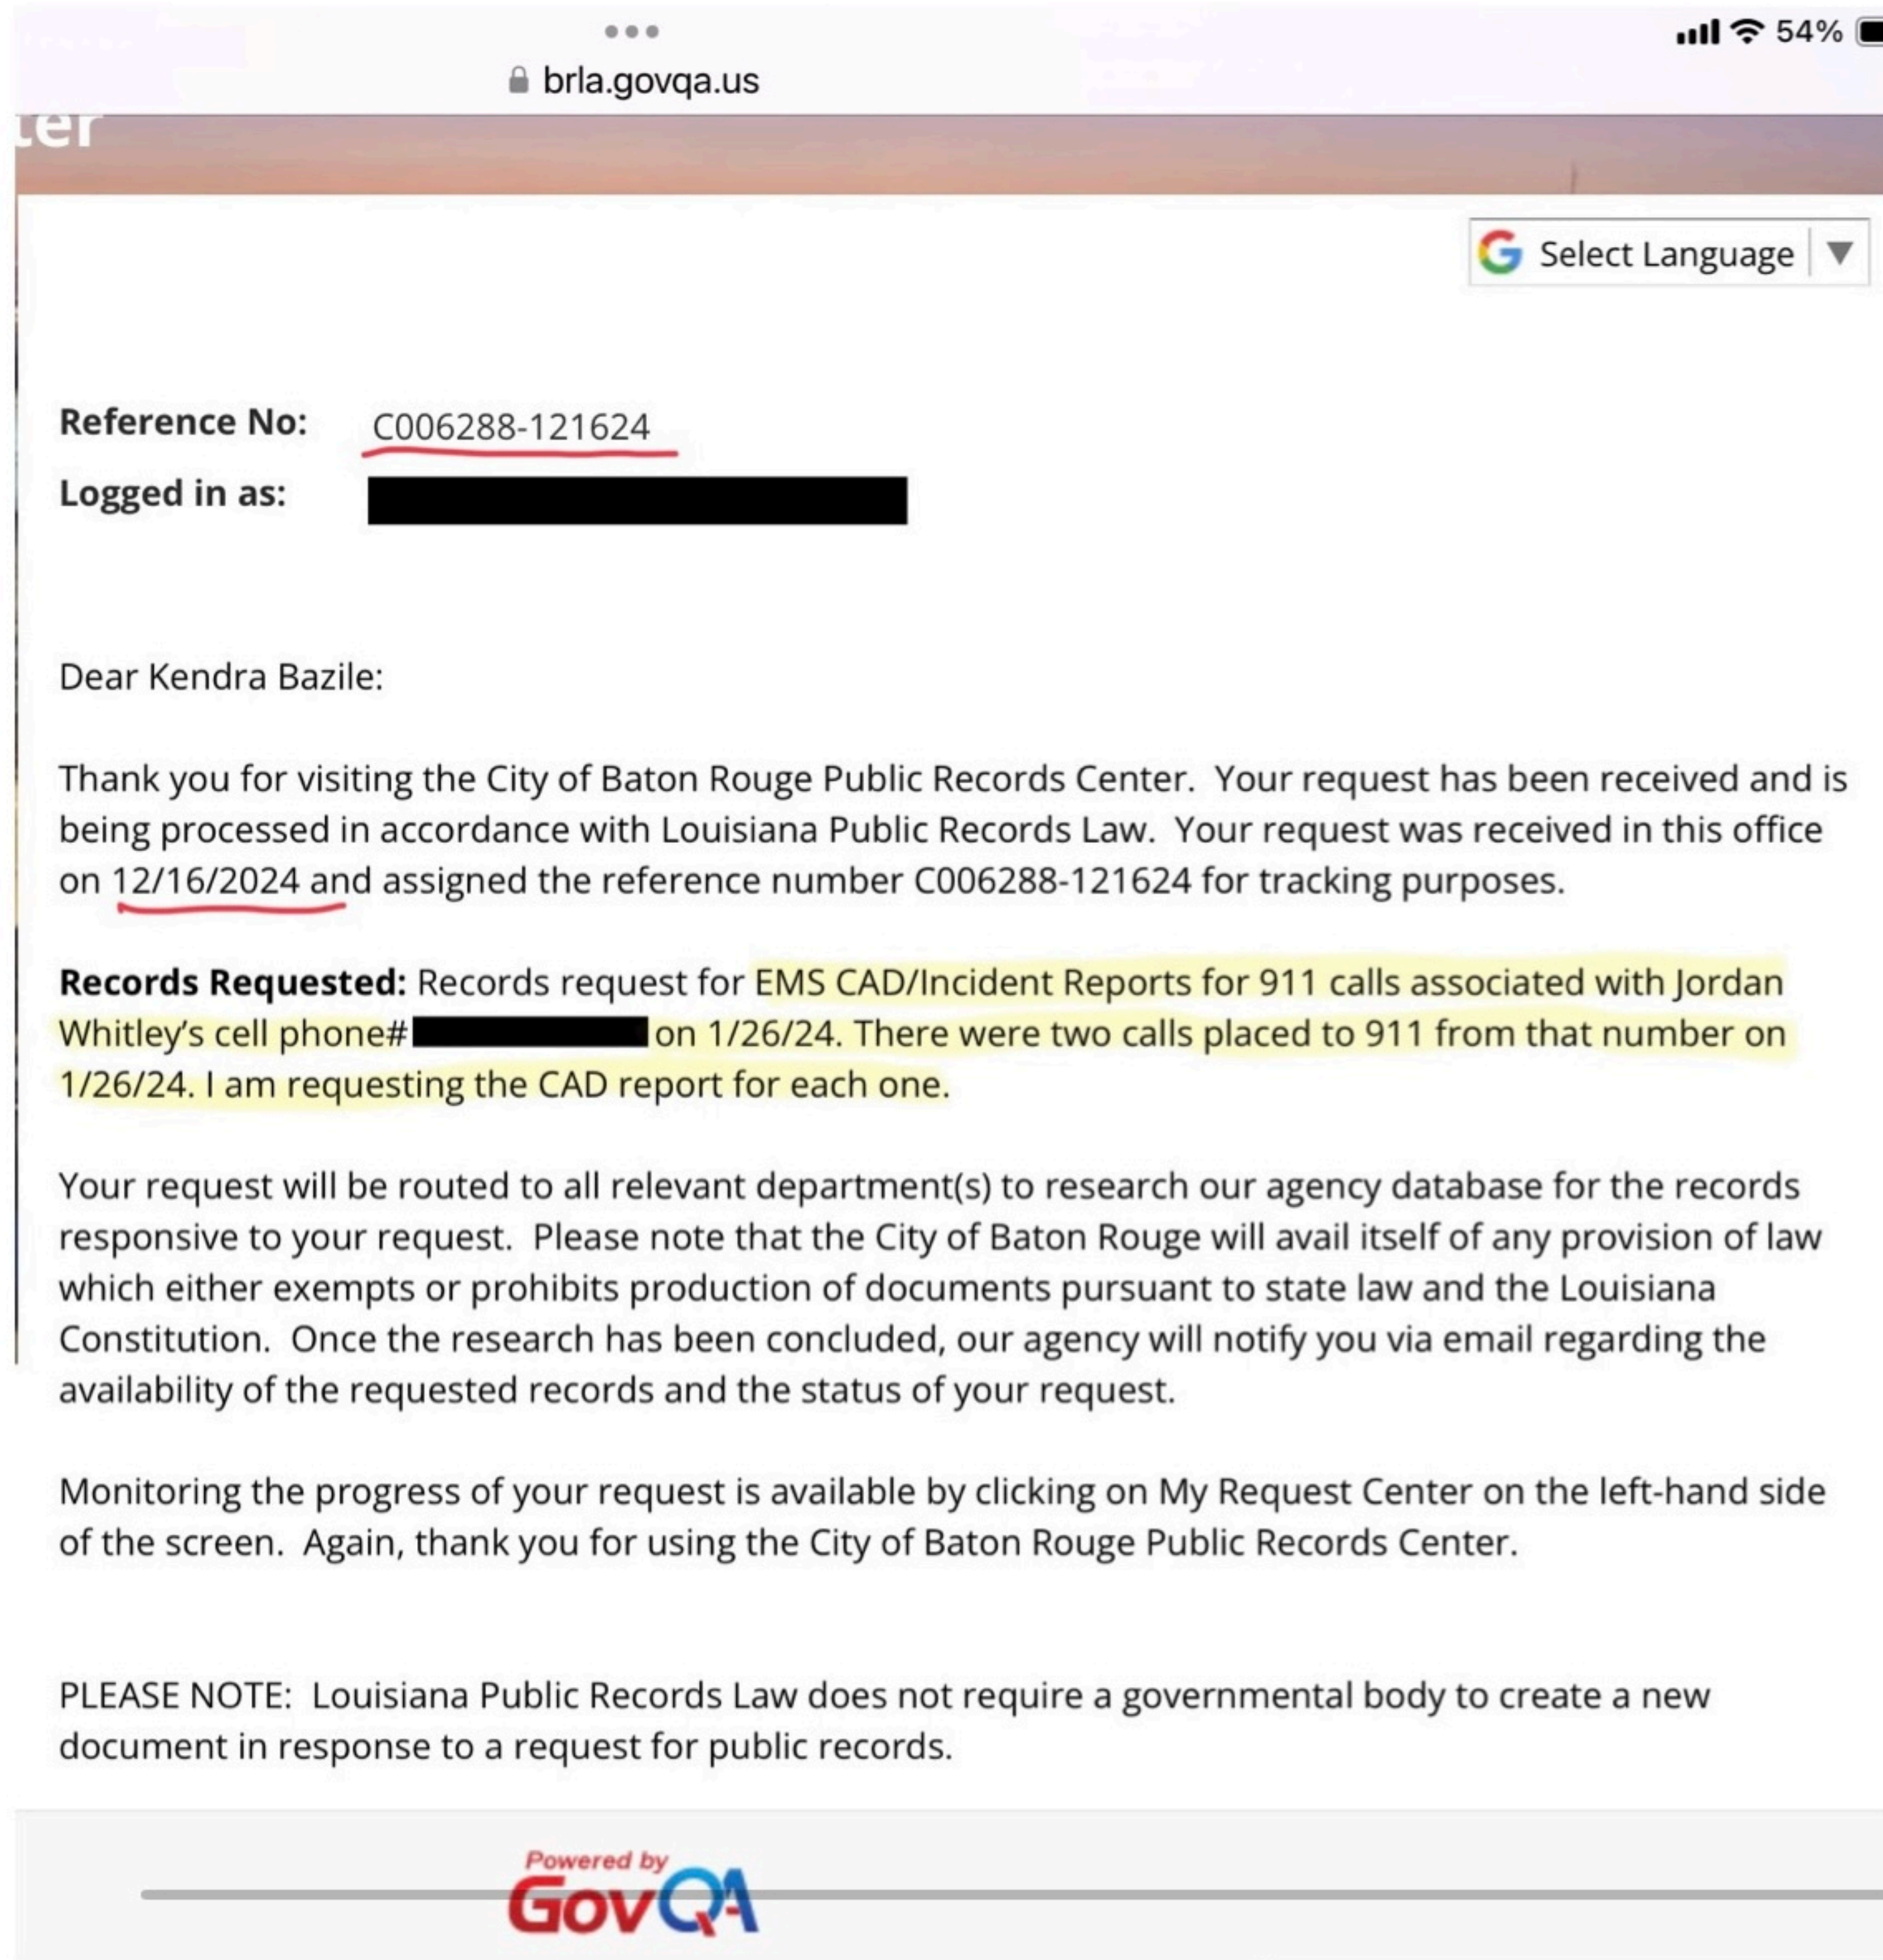 54%
brla.govqa.us
ter
Select Language
Reference No: C006288-121624
Logged in as:
Dear Kendra Bazile:
Thank you for visiting the City of Baton Rouge Public Records Center.  Your request has been received and is
being processed in accordance with Louisiana Public Records Law.  Your request was received in this office
on 12/16/2024 and assigned the reference number C006288-121624 for tracking purposes.
Records Requested: Records request for EMS CAD/Incident Reports for 911 calls associated with Jordan
Whitley’s cell phone# on 1/26/24. There were two calls placed to 911 from that number on
1/26/24. I am requesting the CAD report for each one.
Your request will be routed to all relevant department(s) to research our agency database for the records
responsive to your request.  Please note that the City of Baton Rouge will avail itself of any provision of law
which either exempts or prohibits production of documents pursuant to state law and the Louisiana
Constitution.  Once the research has been concluded, our agency will notify you via email regarding the
availability of the requested records and the status of your request.
Monitoring the progress of your request is available by clicking on My Request Center on the left-hand side
of the screen.  Again, thank you for using the City of Baton Rouge Public Records Center.
PLEASE NOTE:  Louisiana Public Records Law does not require a governmental body to create a new
document in response to a request for public records.
Powered by
GovQA